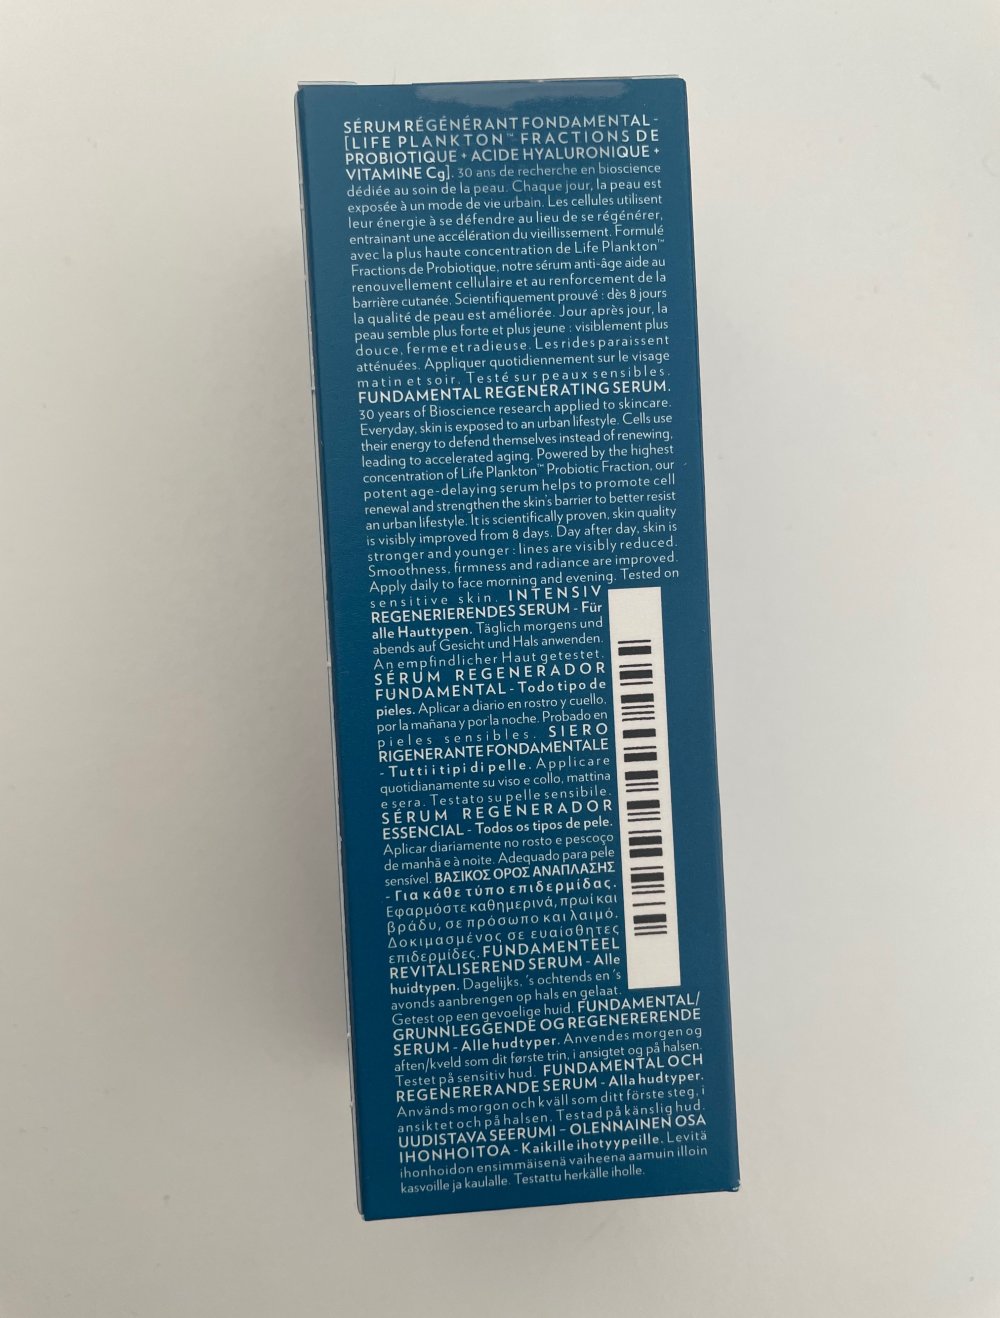 SÉRUM RÉGÉNÉRANT FONDAMENTAL -
[LIFE PLANKTON™ FRACTIONS DE
PROBIOTIQUE + ACIDE HYALURONIQUE +
VITAMINE Cg]. 30 ans de recherche en bioscience
dédiée au soin de la peau. Chaque jour, la peau est
exposée à un mode de vie urbain. Les cellules utilisent
leur énergie à se défendre au lieu de se régénérer,
entrainant une accélération du vieillissement. Formulé
avec la plus haute concentration de Life Plankton™
Fractions de Probiotique, notre sérum anti-âge aide au
renouvellement cellulaire et au renforcement de la
barrière cutanée. Scientifiquement prouvé : dès 8 jours
la qualité de peau est améliorée. Jour après jour, la
peau semble plus forte et plus jeune : visiblement plus
douce, ferme et radieuse. Les rides paraissent
atténuées. Appliquer quotidiennement sur le visage
matin et soir. Testé sur peaux sensibles.
FUNDAMENTAL REGENERATING SERUM.
30 years of Bioscience research applied to skincare.
Everyday, skin is exposed to an urban lifestyle. Cells use
their energy to defend themselves instead of renewing,
leading to accelerated aging. Powered by the highest
concentration of Life Plankton™ Probiotic Fraction, our
potent age-delaying serum helps to promote cell
renewal and strengthen the skin's barrier to better resist
an urban lifestyle. It is scientifically proven, skin quality
is visibly improved from 8 days. Day after day, skin is
stronger and younger : lines are visibly reduced.
Smoothness, firmness and radiance are improved.
Apply daily to face morning and evening. Tested on
sensitive skin. INTENSIV
REGENERIERENDES SERUM - Für
alle Hauttypen. Täglich morgens und
abends auf Gesicht und Hals anwenden.
An empfindlicher Haut getestet.
SÉRUM REGENERADOR
FUNDAMENTAL - Todo tipo de
pieles. Aplicar a diario en rostro y cuello,
por la mañana y por la noche. Probado en
pieles sensibles. SIERO
RIGENERANTE FONDAMENTALE
- Tutti i tipi di pelle. Applicare
quotidianamente su viso e collo, mattina
e sera. Testato su pelle sensibile.
SÉRUM REGENERADOR
ESSENCIAL - Todos os tipos de pele.
Aplicar diariamente no rosto e pescoço
de manhã e à noite. Adequado para pele
sensível. ΒΑΣΙΚΟΣ ΟΡΟΣ ΑΝΑΠΛΑΣΗΣ
- Για κάθε τύπο επιδερμίδας.
Εφαρμόστε καθημερινά, πρωί και
βράδυ, σε πρόσωπο και λαιμό.
Δοκιμασμένος σε ευαίσθητες
επιδερμίδες. FUNDAMENTEEL
REVITALISEREND SERUM - Alle
huidtypen. Dagelijks, 's ochtends en 's
avonds aanbrengen op hals en gelaat.
Getest op een gevoelige huid. FUNDAMENTAL/
GRUNNLEGGENDE OG REGENERERENDE
SERUM - Alle hudtyper. Anvendes morgen og
aften/kveld som dit første trin, i ansigtet og på halsen.
Testet på sensitiv hud. FUNDAMENTAL OCH
REGENERERANDE SERUM - Alla hudtyper.
Används morgon och kväll som ditt första steg, i
ansiktet och på halsen. Testad på känslig hud.
UUDISTAVA SEERUMI - OLENNAINEN OSA
IHONHOITOA - Kaikille ihotyypeille. Levitä
ihonhoidon ensimmäisenä vaiheena aamuin illoin
kasvoille ja kaulalle. Testattu herkälle iholle.